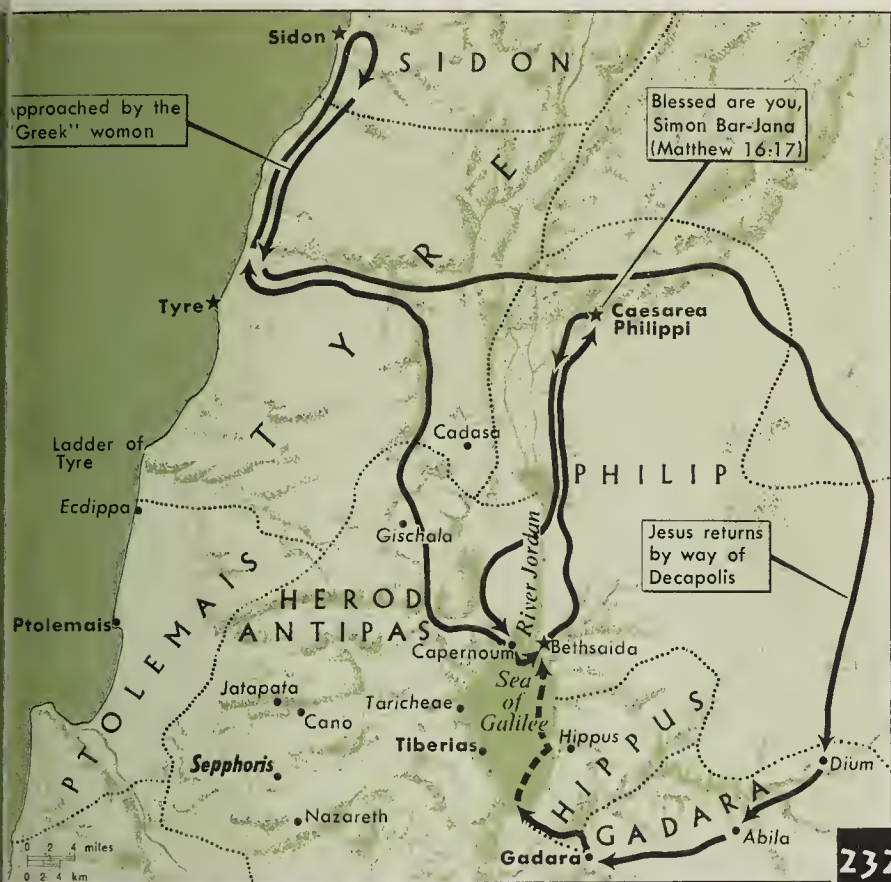 Sidon
SIDON
Approached by the
"Greek" womon
Blessed are you,
Simon Bar-Jana
(Matthew 16:17)
TYRE
Tyre
Caesarea
Philippi
Ladder of
Tyre
Cadasa
PHILIP
Ecdippa
Gischala
River Jordan
Jesus returns
by way of
Decapolis
HEROD
ANTIPAS
Ptolemais
PTOLEMAIS
Capernoum
Bethsaida
Sea
of
Galilee
Jatapata
Cano
Taricheae
Tiberias
Hippus
HIPPUS
Sepphoris
Dium
GADARA
Nazareth
Abila
Gadara
0 2 4 miles
0 2 4 km
232